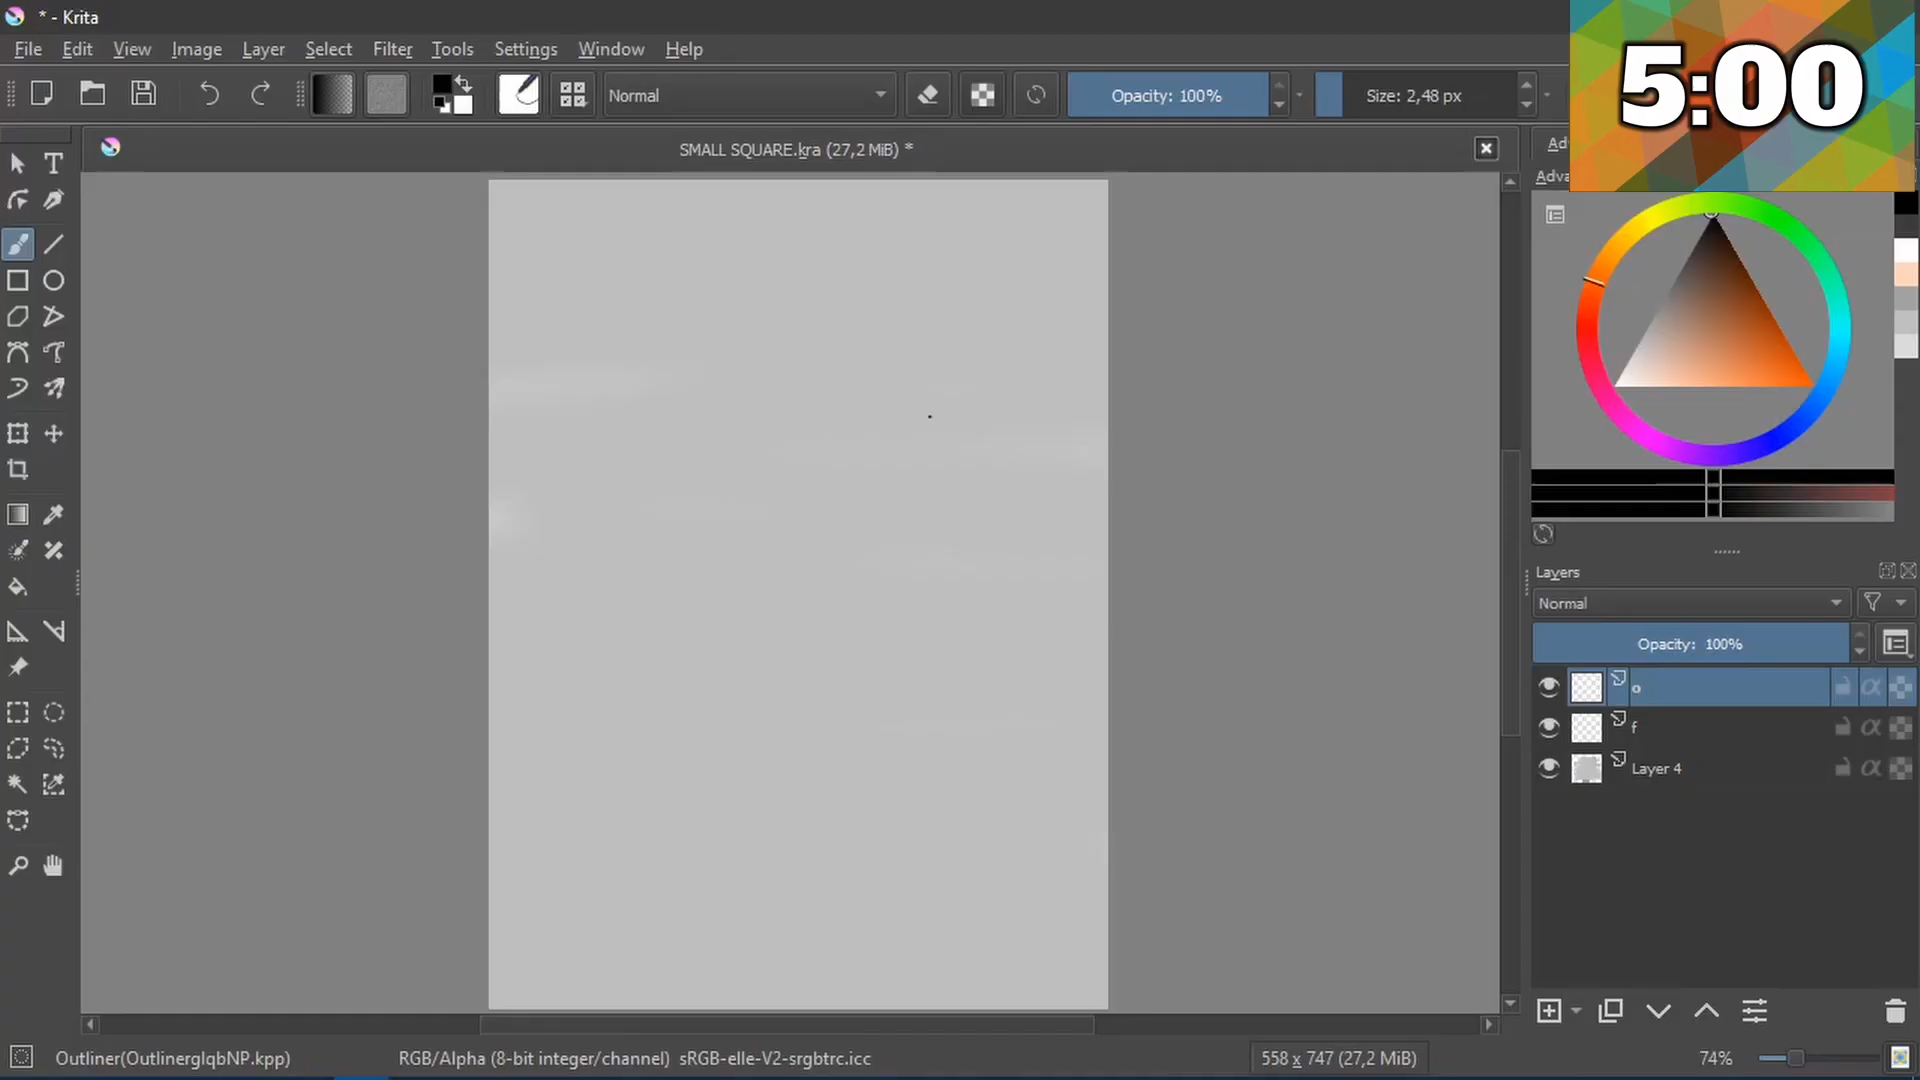 * - Krita
5:00
File Edit View Image Layer Select Filter Tools Settings Window Help
Normal
Opacity: 100%
Size: 2,48 px
SMALL SQUARE.kra (27,2 MiB) *
Ad
Adva
Layers
Normal
Opacity: 100%
o
f
Layer 4
Outliner(OutlinerglqbNP.kpp)
RGB/Alpha (8-bit integer/channel) sRGB-elle-V2-srgbtrc.icc
558 x 747 (27,2 MiB)
74%